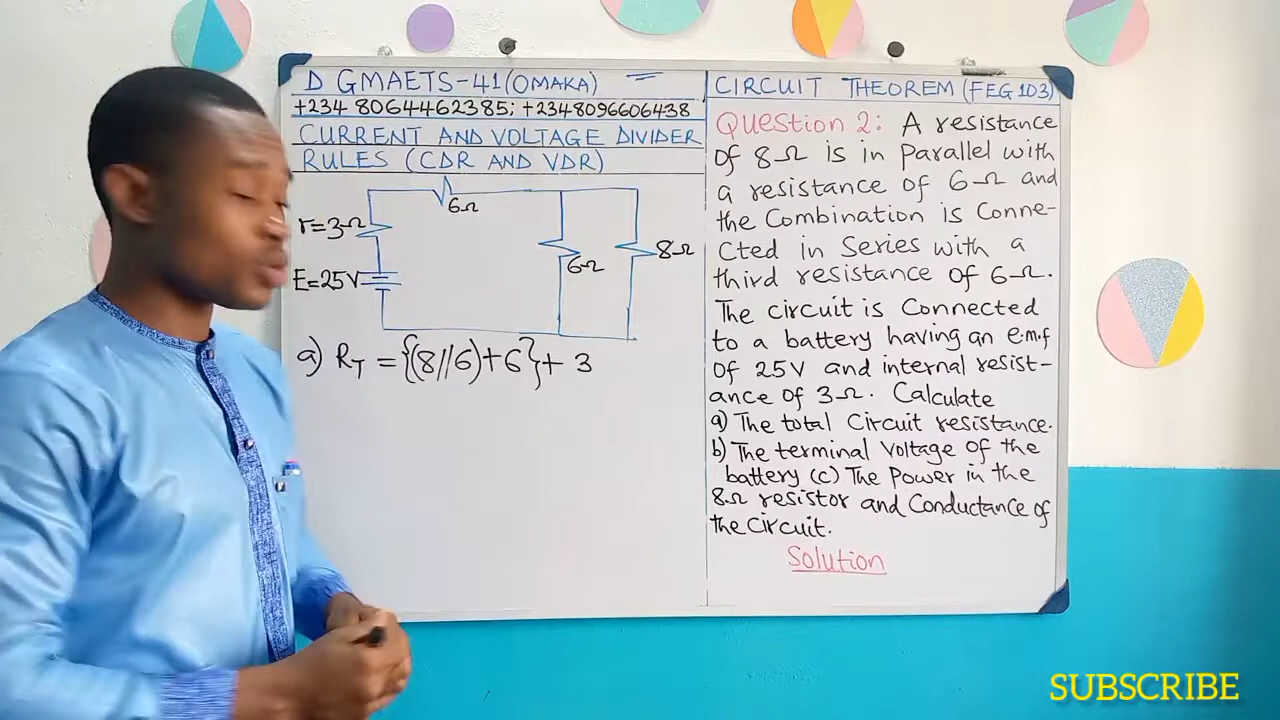 D GMAETS-41(OMAKA)
+234 8064462385; +2348096606438
CURRENT AND VOLTAGE DIVIDER
RULES (CDR AND VDR)
6Ω
r=3Ω
6Ω
8Ω
E=25V
a) R_T = {(8//6)+6}+ 3
CIRCUIT THEOREM (FEG 103)
Question 2: A resistance
of 8Ω is in parallel with
a resistance of 6Ω and
the Combination is Conne-
cted in Series with a
third resistance of 6Ω.
The circuit is Connected
to a battery having an e.m.f
of 25V and internal resist-
ance of 3Ω. Calculate
a) The total Circuit resistance.
b) The terminal Voltage of the
battery (c) The Power in the
8Ω resistor and Conductance of
the Circuit.
Solution
SUBSCRIBE